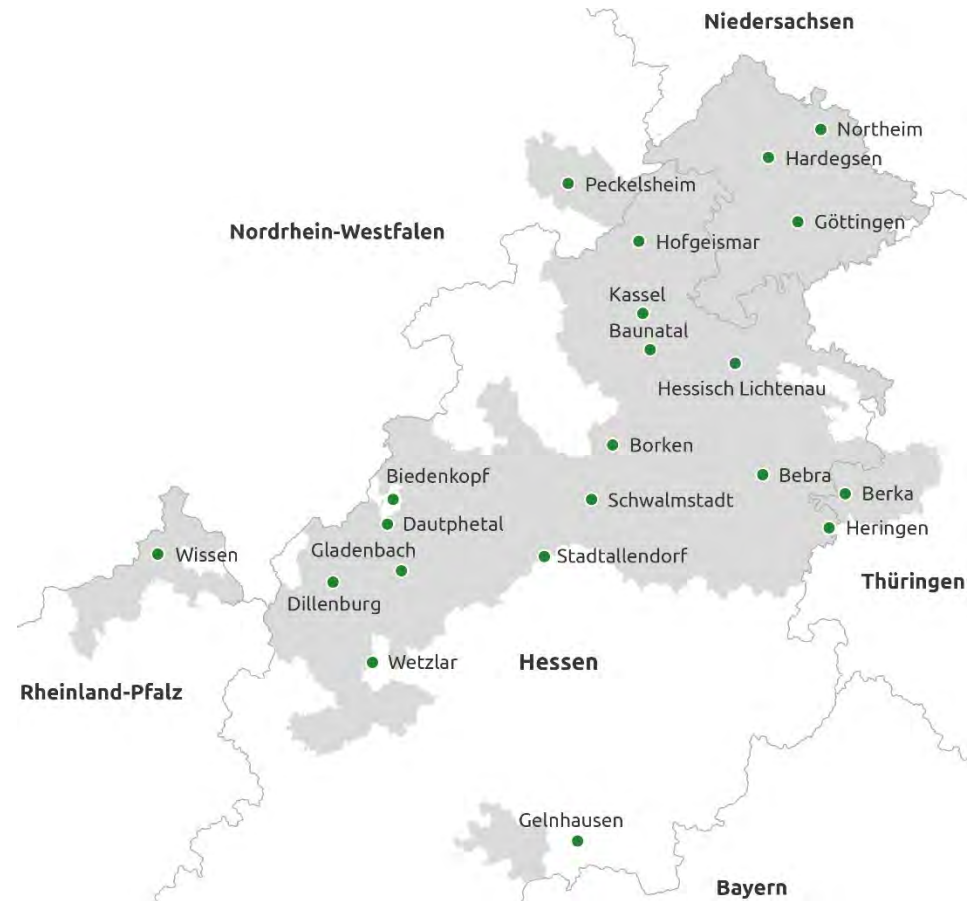 Niedersachsen
Northeim
Hardegsen
Peckelsheim
Göttingen
Nordrhein-Westfalen
Hofgeismar
Kassel
Baunatal
Hessisch Lichtenau
Borken
Biedenkopf
Bebra
Schwalmstadt
Berka
Dautphetal
Heringen
Gladenbach
Wissen
Stadtallendorf
Thüringen
Dillenburg
Wetzlar
Hessen
Rheinland-Pfalz
Gelnhausen
Bayern